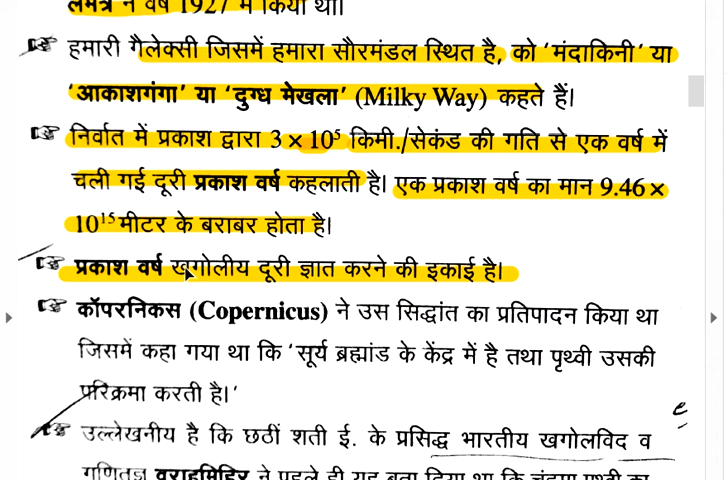 लेमैत्रे ने वर्ष 1927 में किया था।
हमारी गैलेक्सी जिसमें हमारा सौरमंडल स्थित है, को 'मंदाकिनी' या
'आकाशगंगा' या 'दुग्ध मेखला' (Milky Way) कहते हैं।
निर्वात में प्रकाश द्वारा 3 × 10⁵ किमी./सेकंड की गति से एक वर्ष में
चली गई दूरी प्रकाश वर्ष कहलाती है। एक प्रकाश वर्ष का मान 9.46 ×
10¹⁵ मीटर के बराबर होता है।
प्रकाश वर्ष खगोलीय दूरी ज्ञात करने की इकाई है।
कॉपरनिकस (Copernicus) ने उस सिद्धांत का प्रतिपादन किया था
जिसमें कहा गया था कि 'सूर्य ब्रह्मांड के केंद्र में है तथा पृथ्वी उसकी
परिक्रमा करती है।'
उल्लेखनीय है कि छठीं शती ई. के प्रसिद्ध भारतीय खगोलविद व
गणितज्ञ वराहमिहिर ने पहले ही यह बता दिया था कि चंद्रमा पृथ्वी का